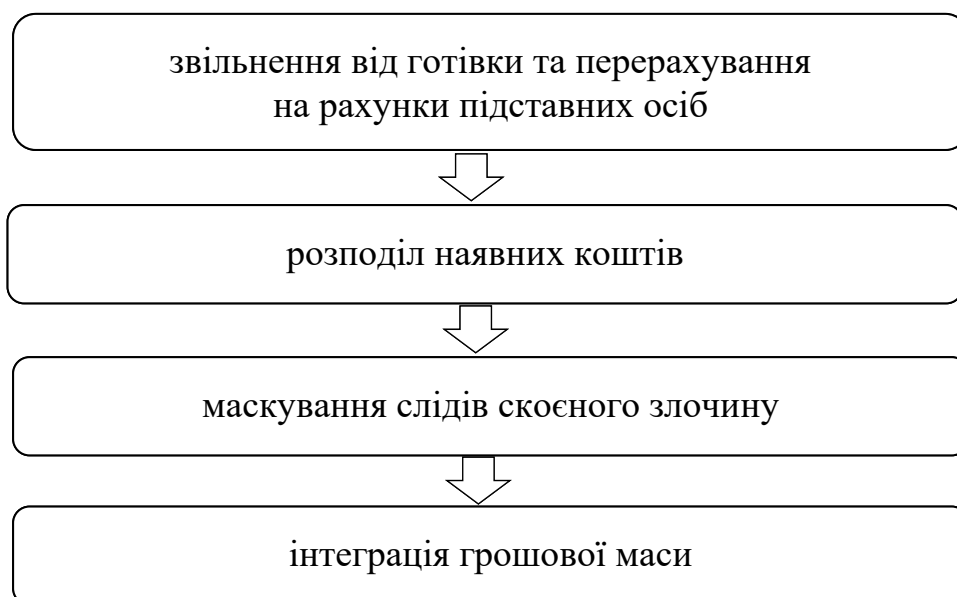 звільнення від готівки та перерахування
на рахунки підставних осіб
розподіл наявних коштів
маскування слідів скоєного злочину
інтеграція грошової маси